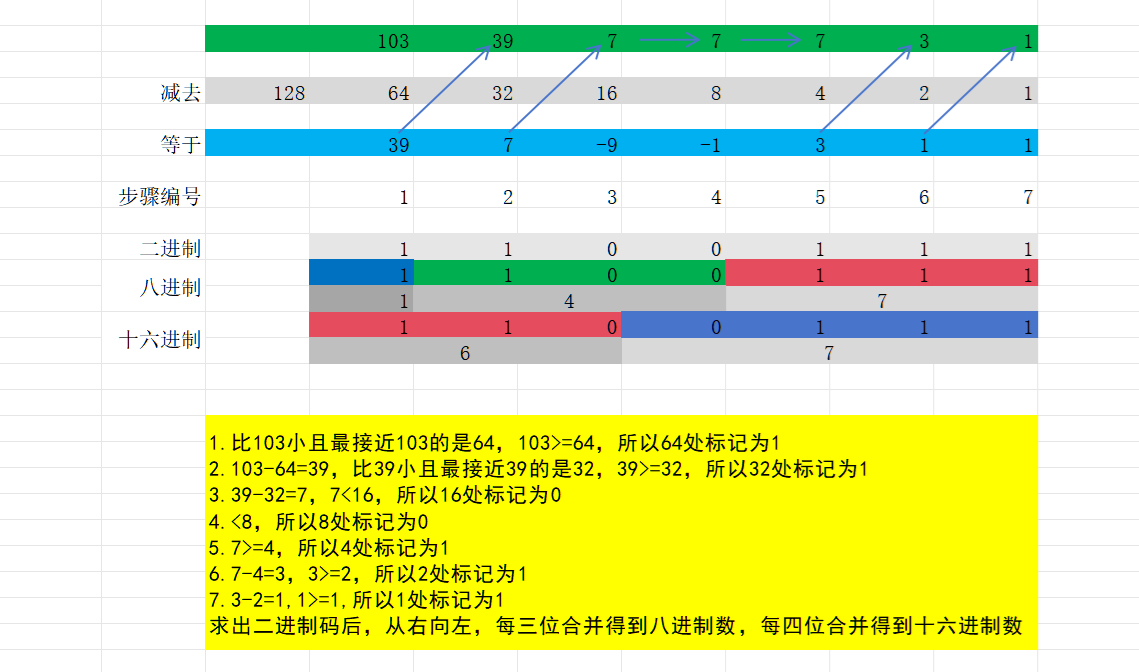 103 39 7 7 7 3 1
减去 128 64 32 16 8 4 2 1
等于 39 7 -9 -1 3 1 1
步骤编号 1 2 3 4 5 6 7
二进制 1 1 0 0 1 1 1
八进制 1 1 0 0 1 1 1
1 4 7
十六进制 1 1 0 0 1 1 1
6 7
1.比103小且最接近103的是64，103>=64，所以64处标记为1
2.103-64=39，比39小且最接近39的是32，39>=32，所以32处标记为1
3.39-32=7，7<16，所以16处标记为0
4.<8，所以8处标记为0
5.7>=4，所以4处标记为1
6.7-4=3，3>=2，所以2处标记为1
7.3-2=1,1>=1,所以1处标记为1
求出二进制码后，从右向左，每三位合并得到八进制数，每四位合并得到十六进制数